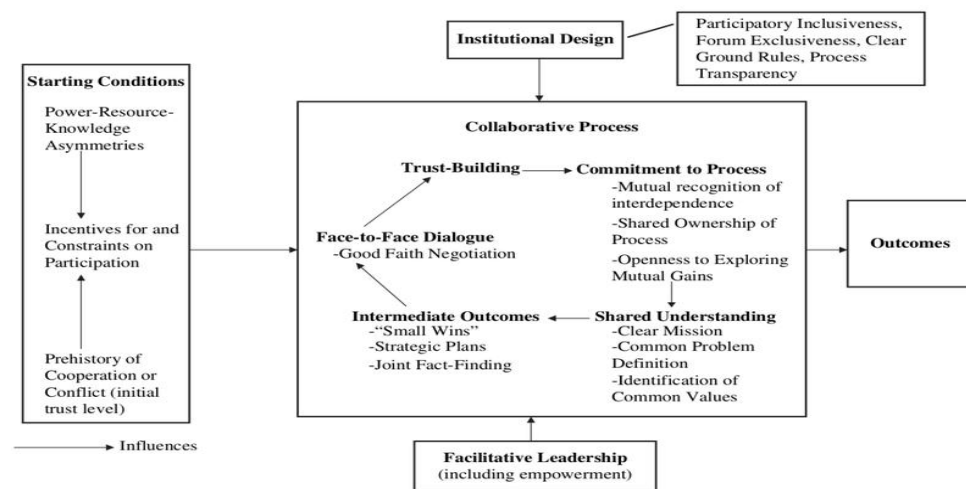 Institutional Design
Participatory Inclusiveness,
Forum Exclusiveness, Clear
Ground Rules, Process
Transparency
Starting Conditions
Power-Resource-
Knowledge
Asymmetries
Incentives for and
Constraints on
Participation
Prehistory of
Cooperation or
Conflict (initial
trust level)
Collaborative Process
Trust-Building
Commitment to Process
-Mutual recognition of
interdependence
-Shared Ownership of
Process
-Openness to Exploring
Mutual Gains
Face-to-Face Dialogue
-Good Faith Negotiation
Intermediate Outcomes
-“Small Wins”
-Strategic Plans
-Joint Fact-Finding
Shared Understanding
-Clear Mission
-Common Problem
Definition
-Identification of
Common Values
Outcomes
Influences
Facilitative Leadership
(including empowerment)